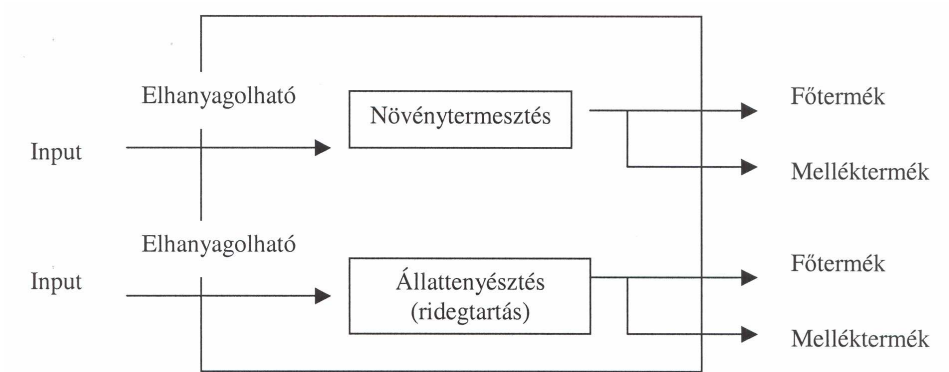 Elhanyagolható
Növénytermesztés
Főtermék
Input
Melléktermék
Elhanyagolható
Input
Állattenyésztés
(ridegtartás)
Főtermék
Melléktermék